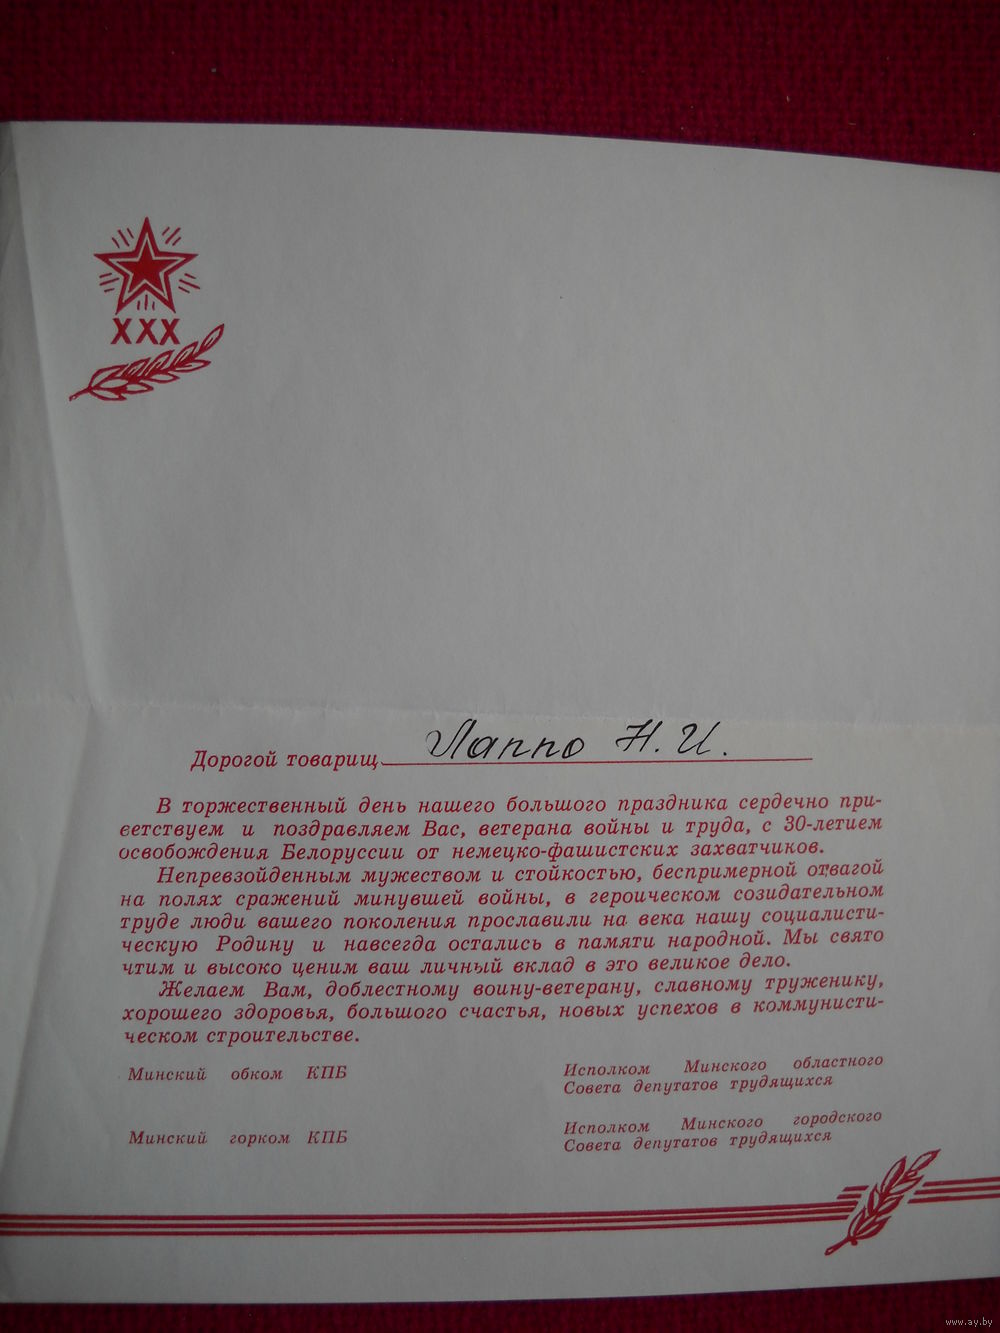 XXX
Дорогой товарищ Лаппо Н. И.
В торжественный день нашего большого праздника сердечно при-
ветствуем и поздравляем Вас, ветерана войны и труда, с 30-летием
освобождения Белоруссии от немецко-фашистских захватчиков.
Непревзойденным мужеством и стойкостью, беспримерной отвагой
на полях сражений минувшей войны, в героическом созидательном
труде люди вашего поколения прославили на века нашу социалисти-
ческую Родину и навсегда остались в памяти народной. Мы свято
чтим и высоко ценим ваш личный вклад в это великое дело.
Желаем Вам, доблестному воину-ветерану, славному труженику,
хорошего здоровья, большого счастья, новых успехов в коммунисти-
ческом строительстве.
Минский обком КПБ
Исполком Минского областного
Совета депутатов трудящихся
Минский горком КПБ
Исполком Минского городского
Совета депутатов трудящихся
www.ay.by